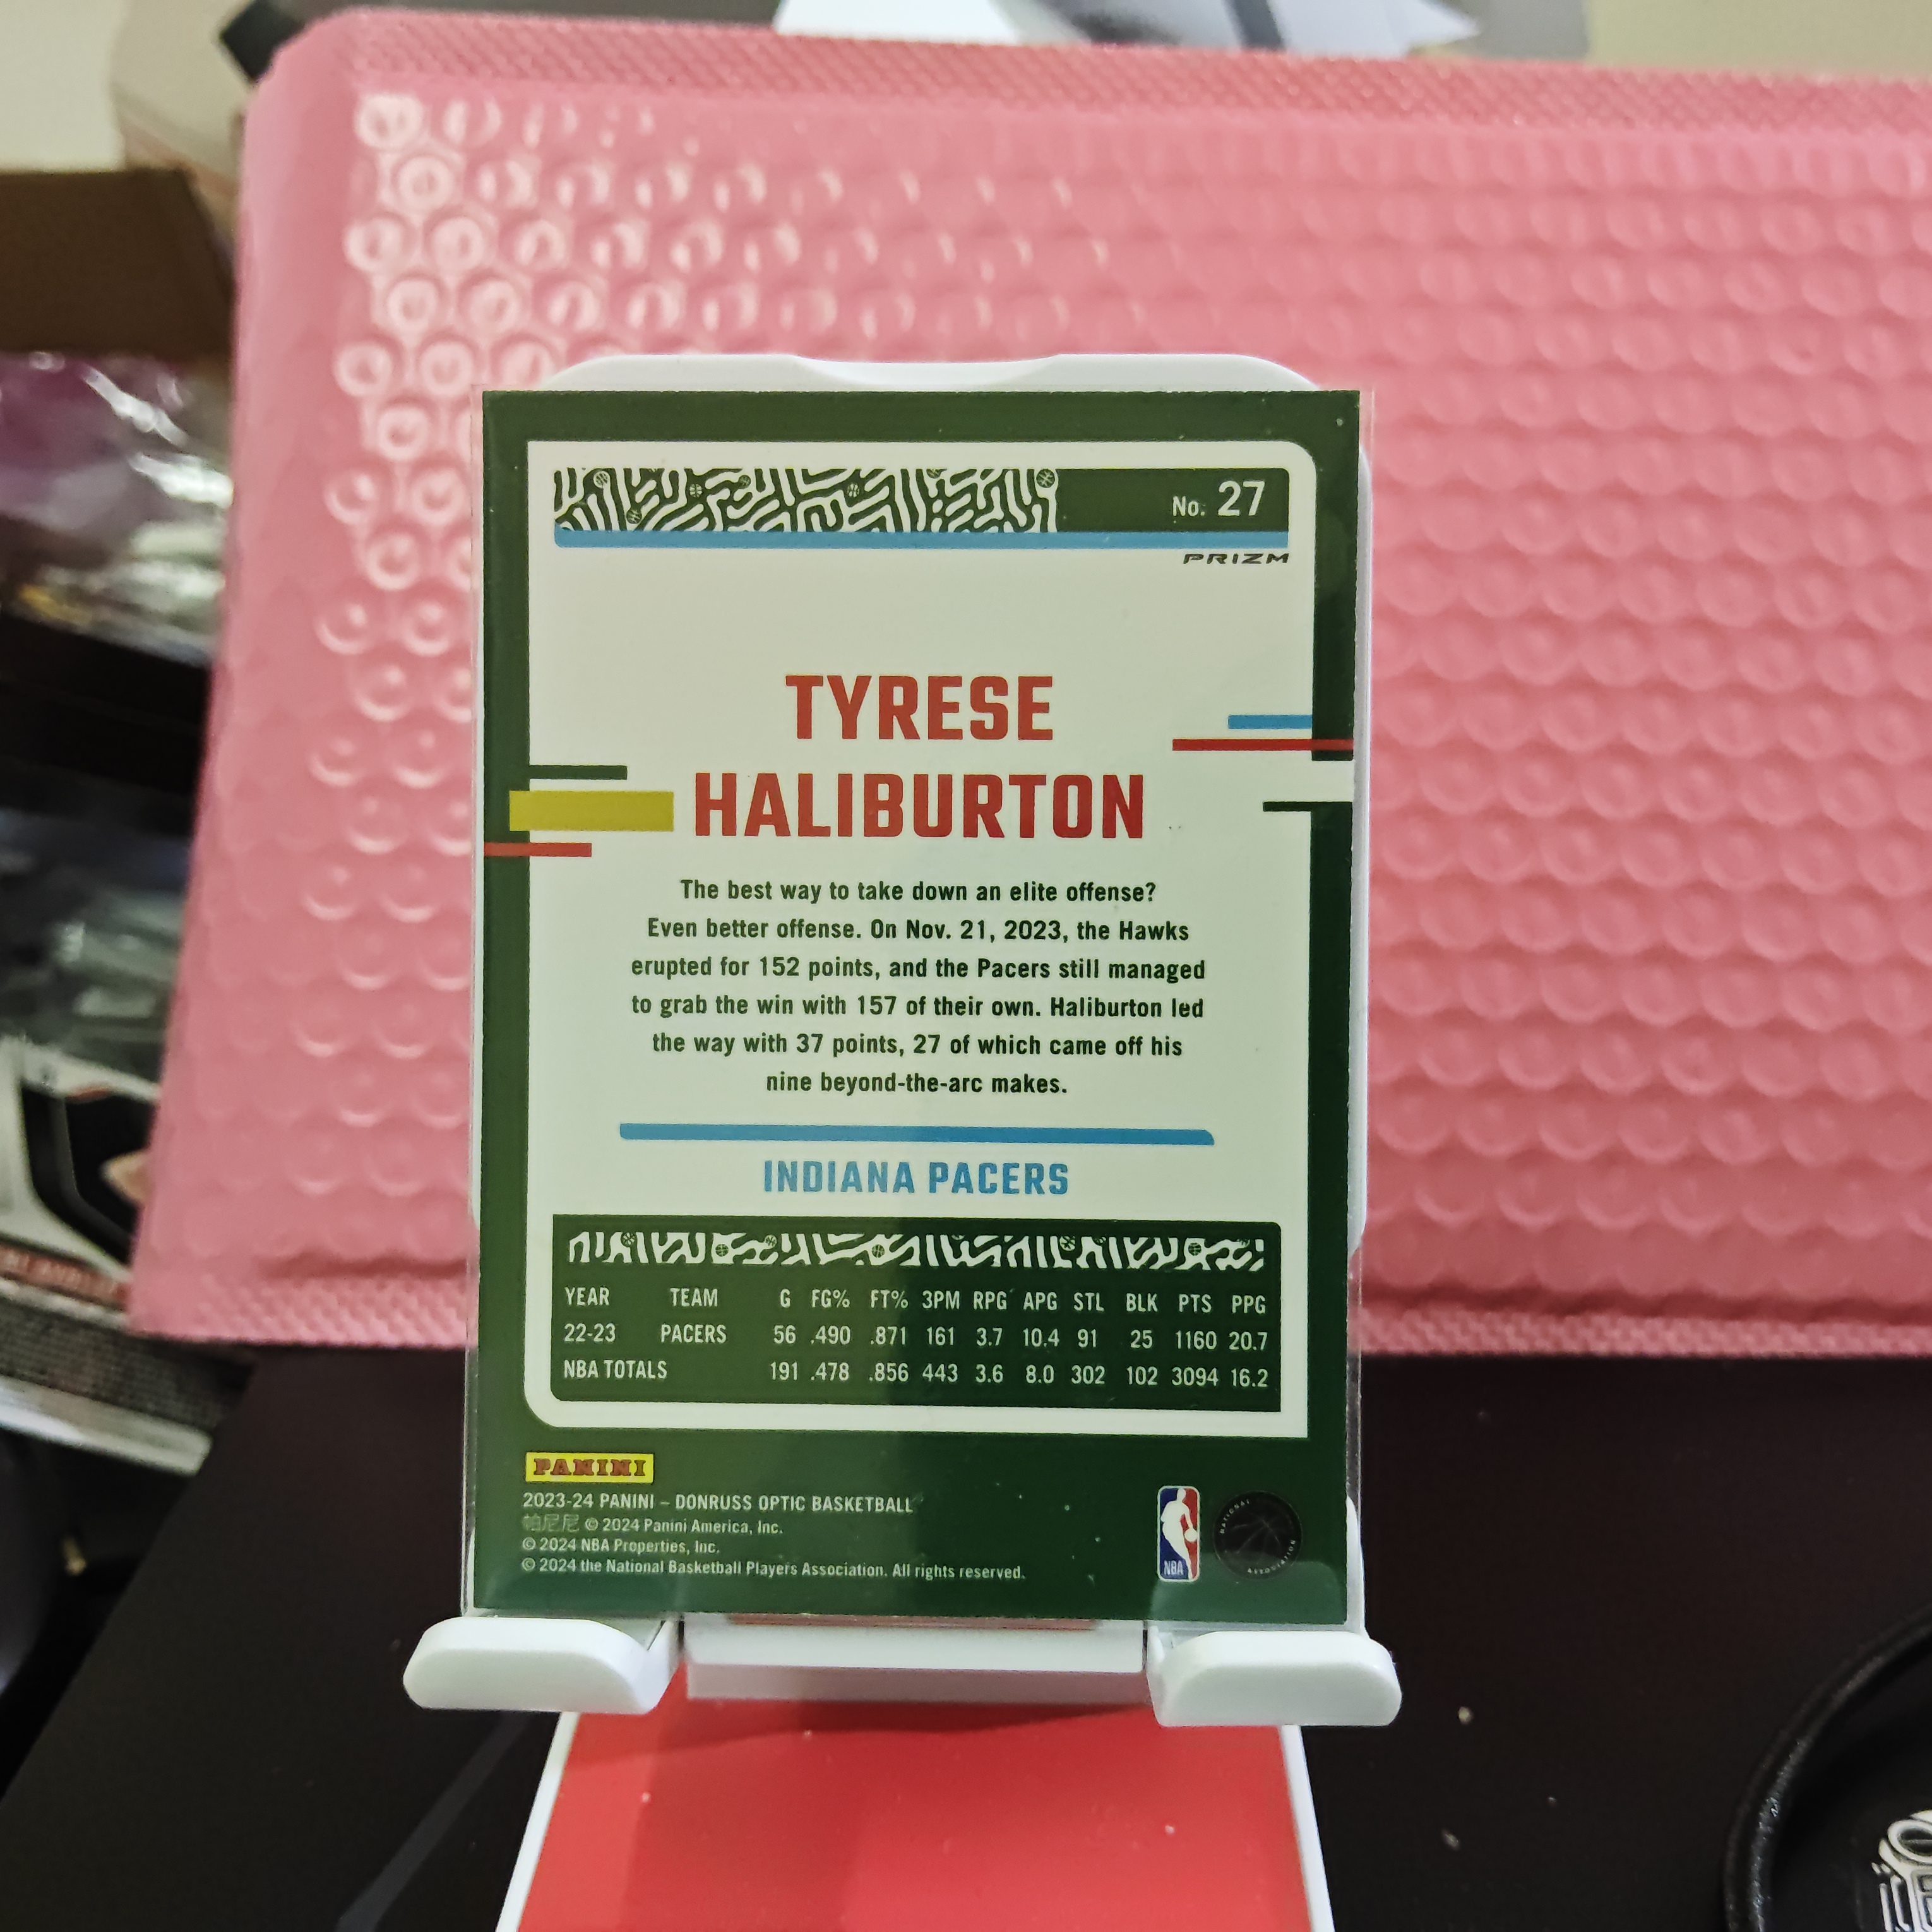 No. 27
PRIZM
TYRESE
HALIBURTON
The best way to take down an elite offense?
Even better offense. On Nov. 21, 2023, the Hawks
erupted for 152 points, and the Pacers still managed
to grab the win with 157 of their own. Haliburton led
the way with 37 points, 27 of which came off his
nine beyond-the-arc makes.
INDIANA PACERS
YEAR TEAM G FG% FT% 3PM RPG APG STL BLK PTS PPG
22-23 PACERS 56 .490 .871 161 3.7 10.4 91 25 1160 20.7
NBA TOTALS 191 .478 .856 443 3.6 8.0 302 102 3094 16.2
PANINI
2023-24 PANINI – DONRUSS OPTIC BASKETBALL
帕尼尼 © 2024 Panini America, Inc.
© 2024 NBA Properties, Inc.
© 2024 the National Basketball Players Association. All rights reserved.
NBA
NATIONAL
ASSOCIATION